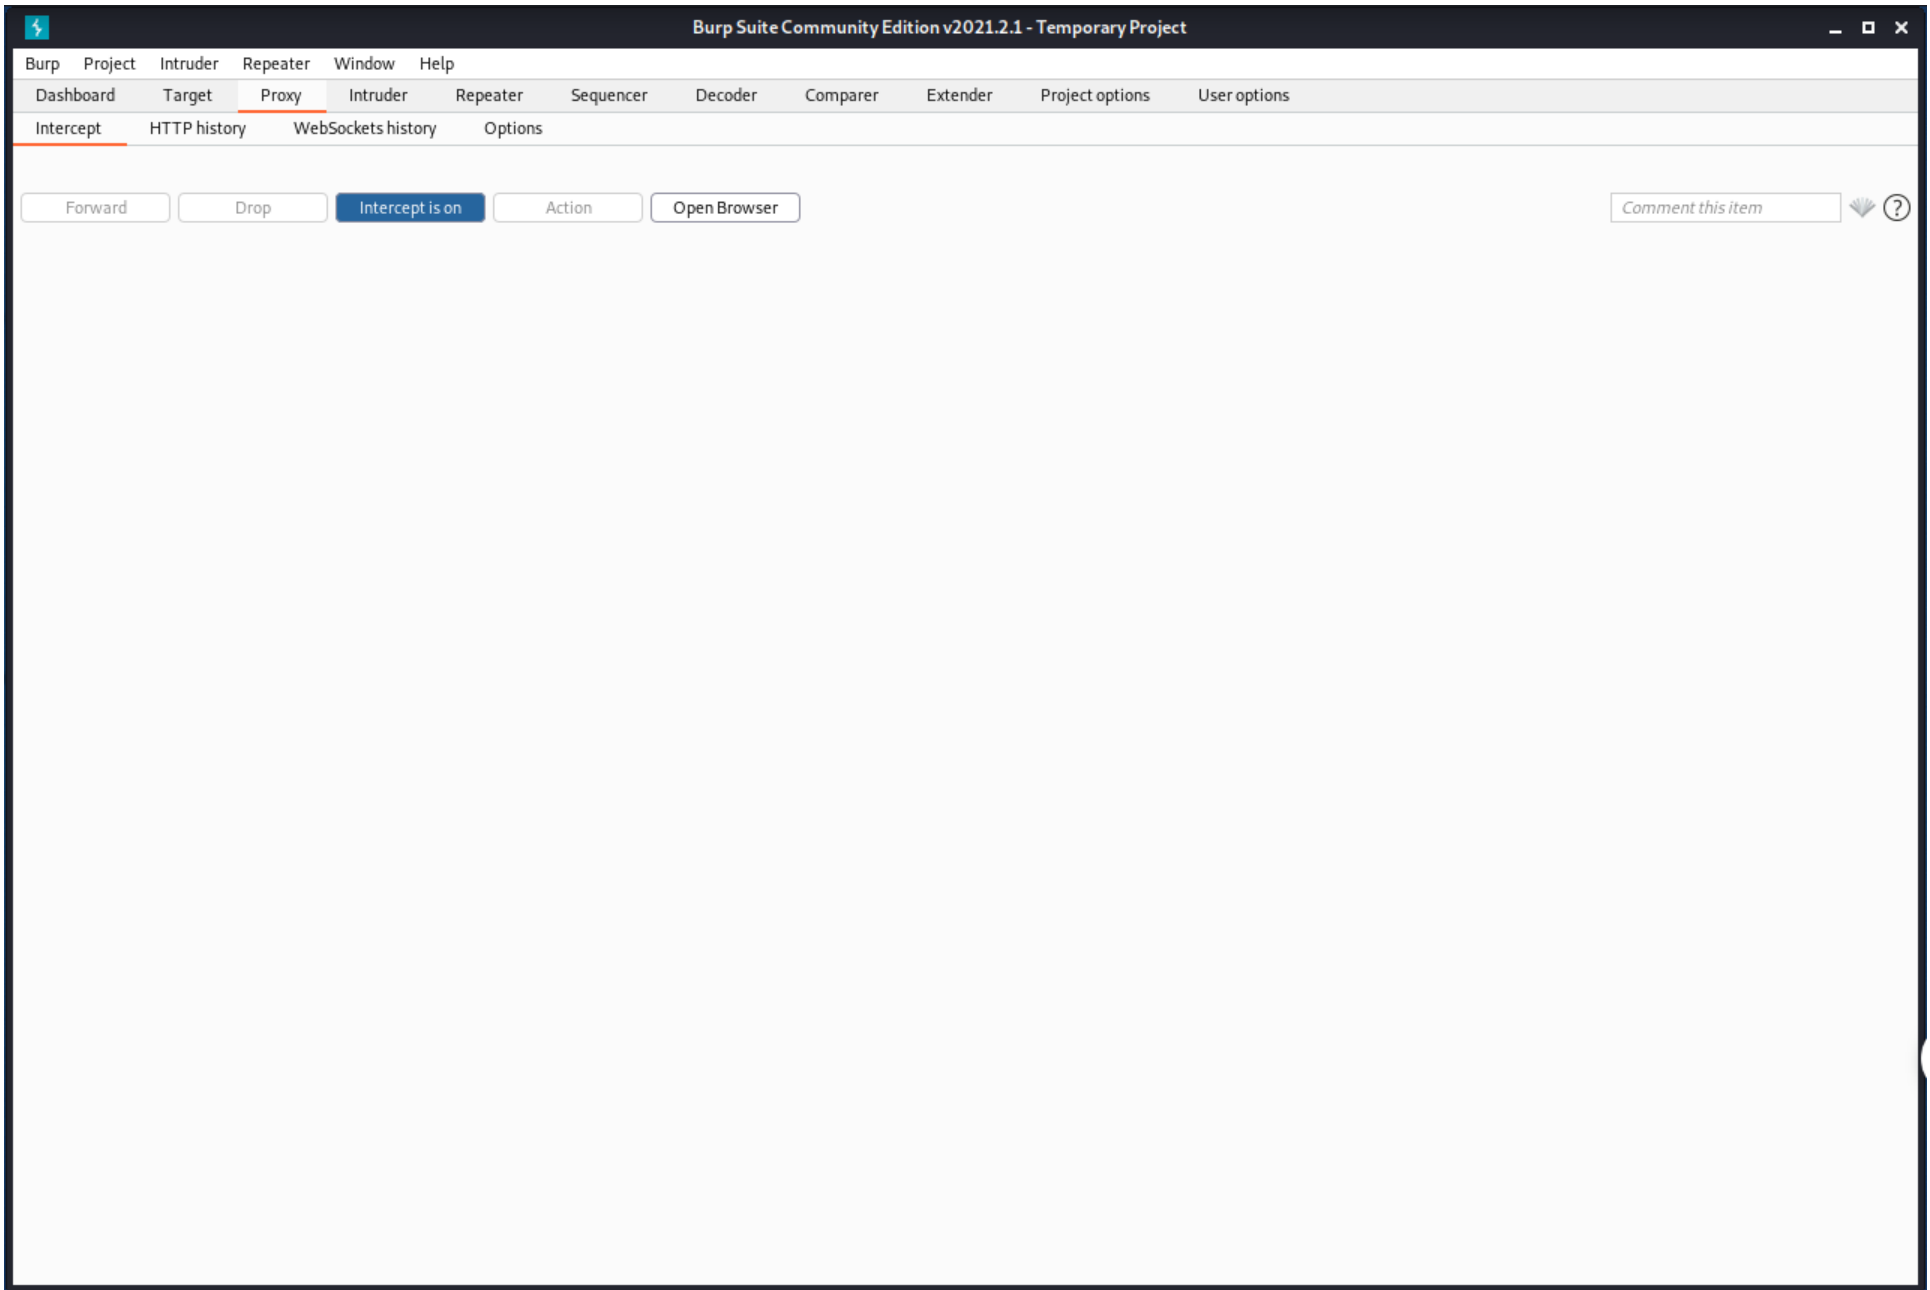 Burp Suite Community Edition v2021.2.1 - Temporary Project
Burp Project Intruder Repeater Window Help
Dashboard Target Proxy Intruder Repeater Sequencer Decoder Comparer Extender Project options User options
Intercept HTTP history WebSockets history Options
Forward Drop Intercept is on Action Open Browser Comment this item ?